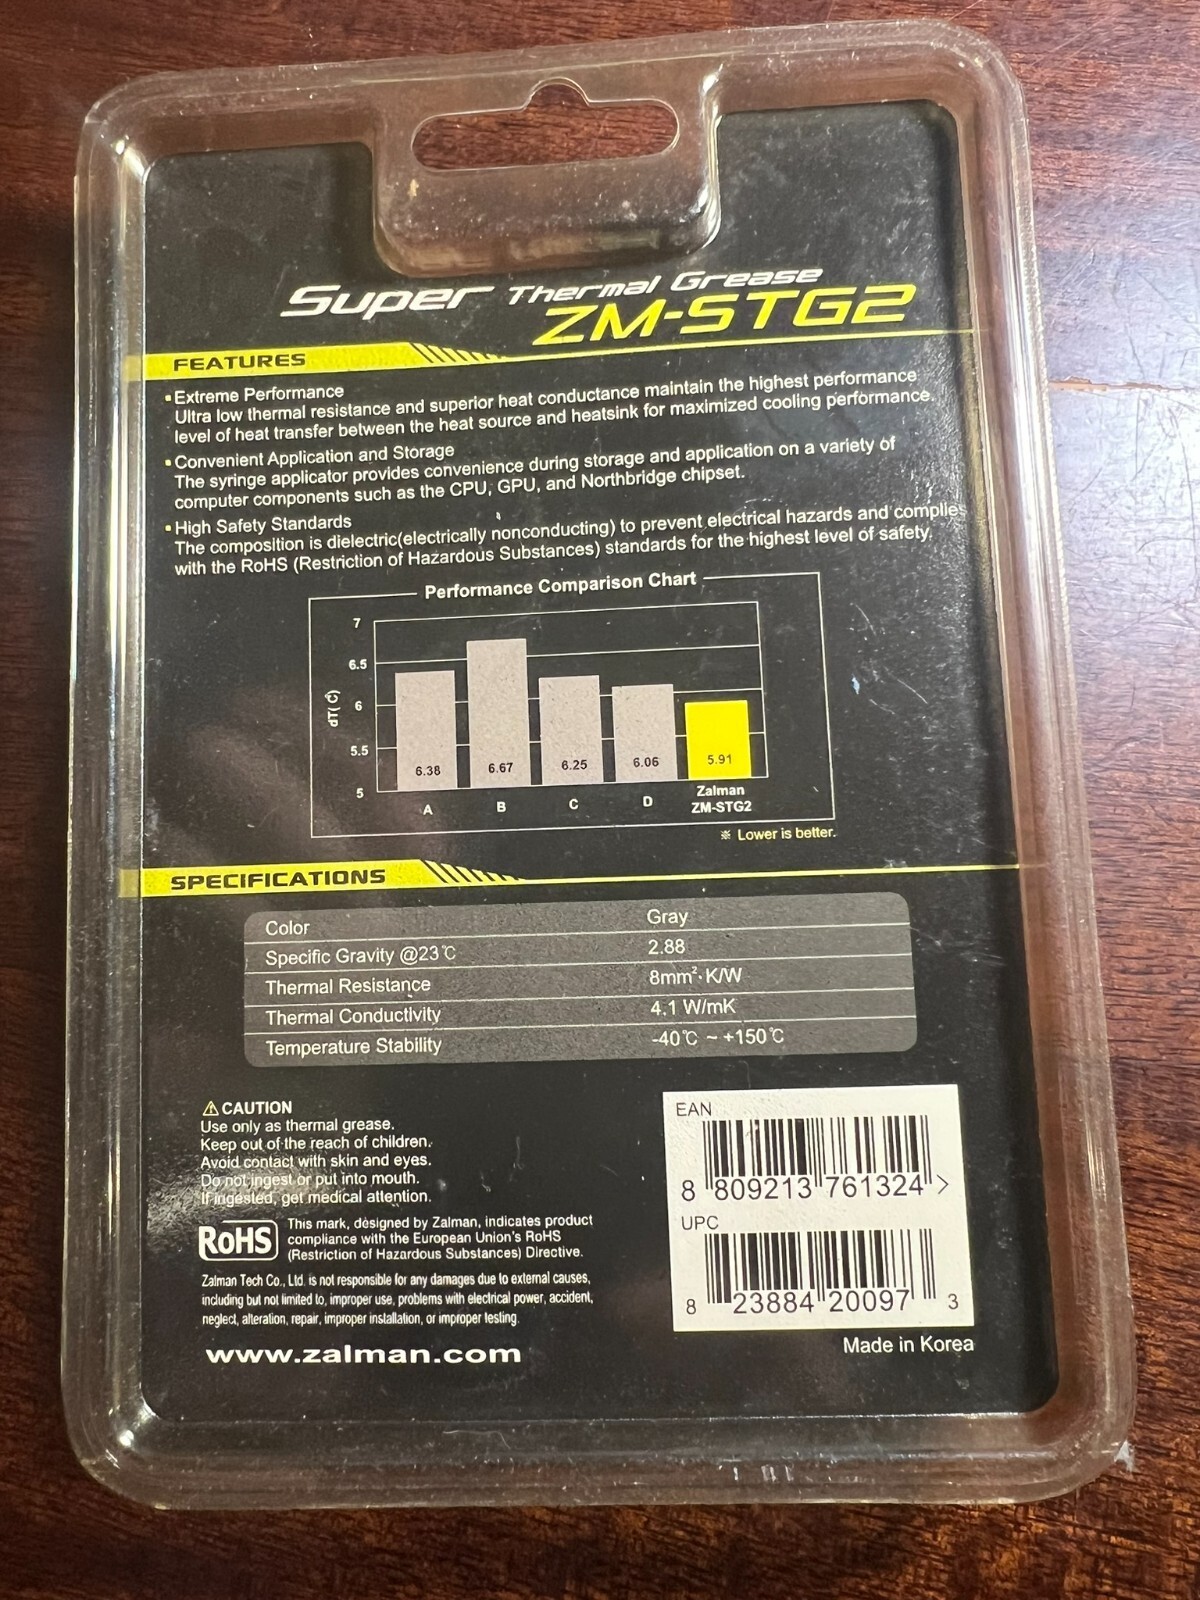 Super Thermal Grease
ZM-STG2
FEATURES
▪ Extreme Performance
Ultra low thermal resistance and superior heat conductance maintain the highest performance
level of heat transfer between the heat source and heatsink for maximized cooling performance.
▪ Convenient Application and Storage
The syringe applicator provides convenience during storage and application on a variety of
computer components such as the CPU, GPU, and Northbridge chipset.
▪ High Safety Standards
The composition is dielectric(electrically nonconducting) to prevent electrical hazards and complies
with the RoHS (Restriction of Hazardous Substances) standards for the highest level of safety.
Performance Comparison Chart
7
6.5
6
5.5
5
dT(℃)
6.38 6.67 6.25 6.06 5.91
A B C D Zalman
ZM-STG2
※ Lower is better.
SPECIFICATIONS
Color Gray
Specific Gravity @23℃ 2.88
Thermal Resistance 8mm²·K/W
Thermal Conductivity 4.1 W/mK
Temperature Stability -40℃ ~ +150℃
⚠ CAUTION
Use only as thermal grease.
Keep out of the reach of children.
Avoid contact with skin and eyes.
Do not ingest or put into mouth.
If ingested, get medical attention.
RoHS
This mark, designed by Zalman, indicates product
compliance with the European Union's RoHS
(Restriction of Hazardous Substances) Directive.
Zalman Tech Co., Ltd. is not responsible for any damages due to external causes,
including but not limited to, improper use, problems with electrical power, accident,
neglect, alteration, repair, improper installation, or improper testing.
www.zalman.com
EAN
8 809213 761324 >
UPC
8 23884 20097 3
Made in Korea